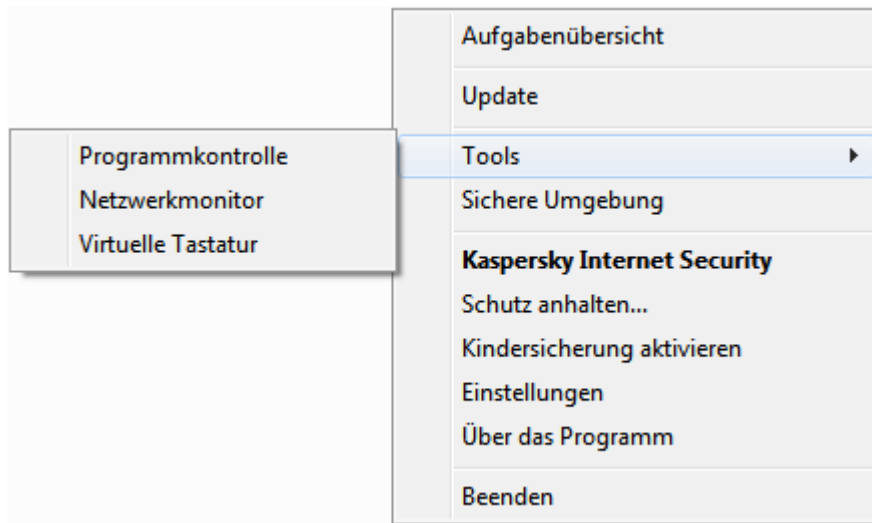 Aufgabenübersicht
Update
Tools
Programmkontrolle
Netzwerkmonitor
Virtuelle Tastatur
Sichere Umgebung
Kaspersky Internet Security
Schutz anhalten...
Kindersicherung aktivieren
Einstellungen
Über das Programm
Beenden